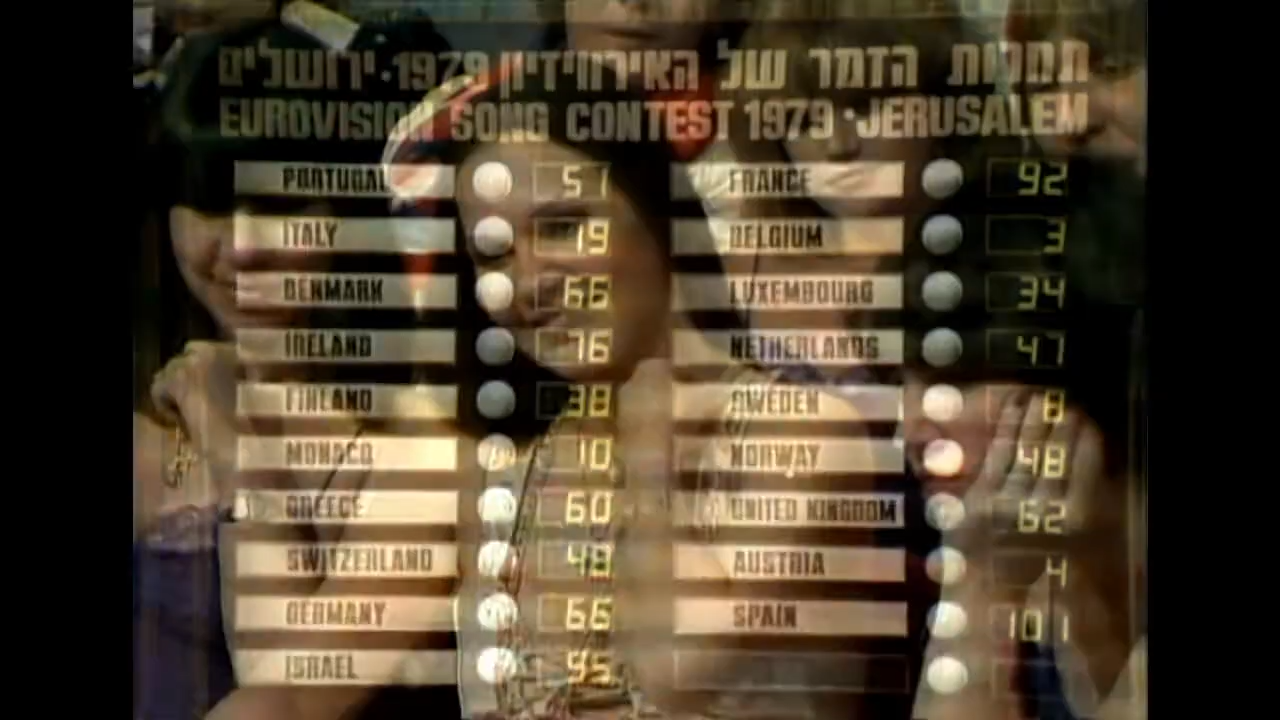 תחרות הזמר של האירוויזיון 1979 · ירושלים
EUROVISION SONG CONTEST 1979 · JERUSALEM
PORTUGAL 57
ITALY 19
DENMARK 66
IRELAND 76
FINLAND 38
MONACO 10
GREECE 60
SWITZERLAND 48
GERMANY 66
ISRAEL 95
FRANCE 92
BELGIUM 3
LUXEMBOURG 34
NETHERLANDS 47
SWEDEN 8
NORWAY 48
UNITED KINGDOM 62
AUSTRIA 4
SPAIN 101